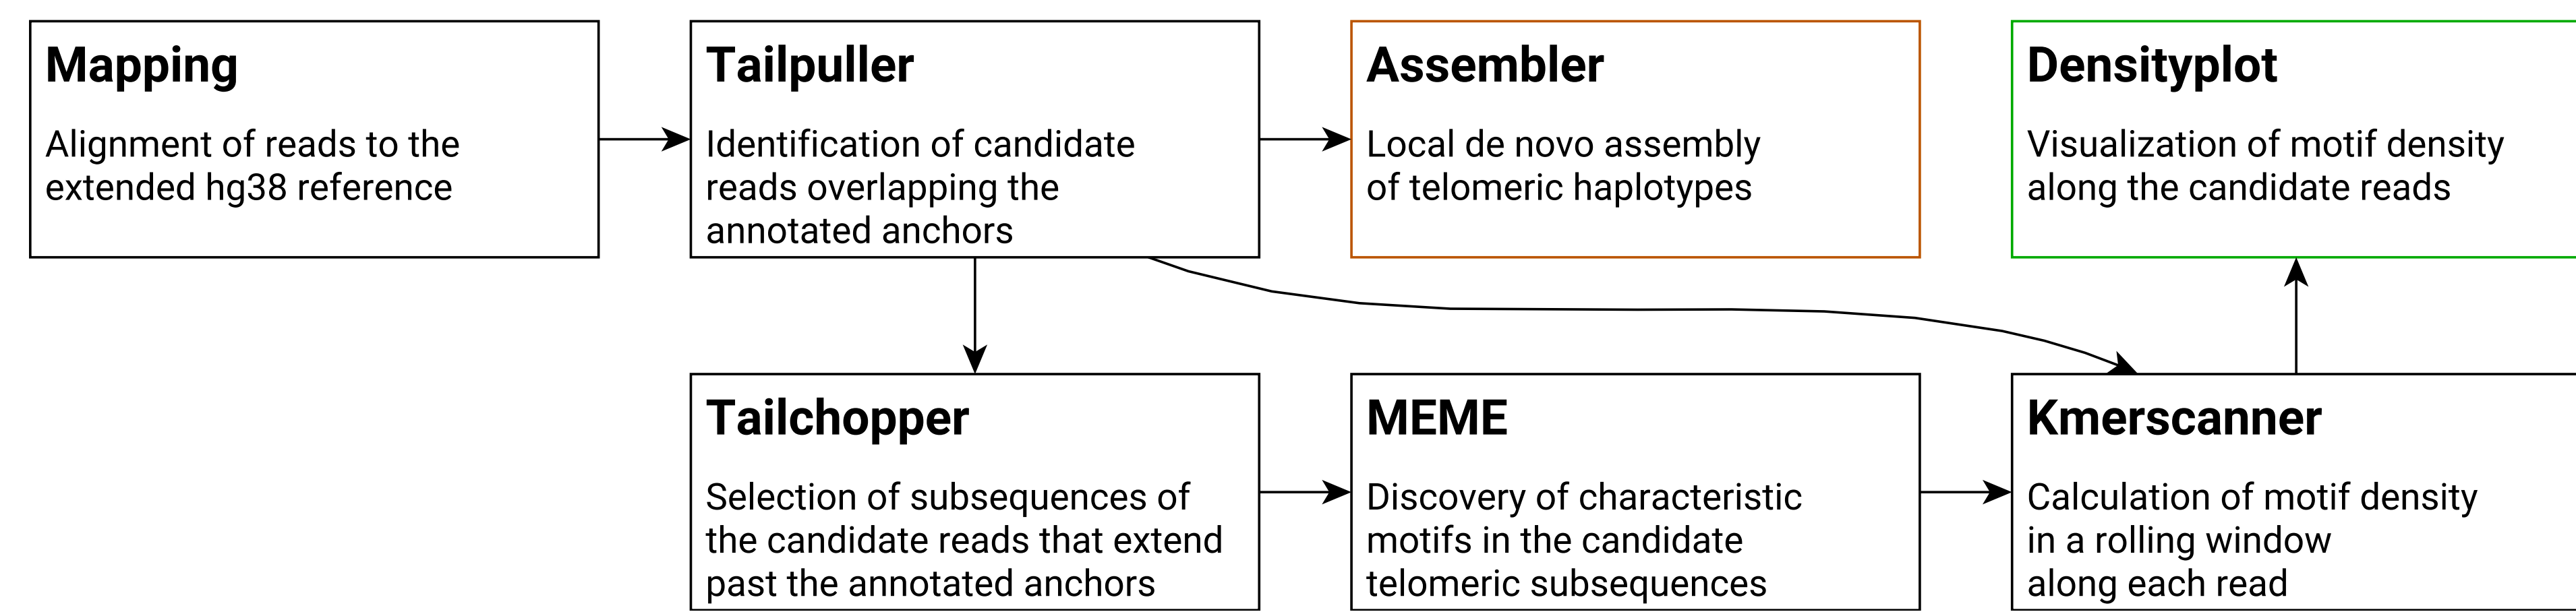 Mapping
Alignment of reads to the
extended hg38 reference
Tailpuller
Identification of candidate
reads overlapping the
annotated anchors
Assembler
Local de novo assembly
of telomeric haplotypes
Densityplot
Visualization of motif density
along the candidate reads
Tailchopper
Selection of subsequences of
the candidate reads that extend
past the annotated anchors
MEME
Discovery of characteristic
motifs in the candidate
telomeric subsequences
Kmerscanner
Calculation of motif density
in a rolling window
along each read